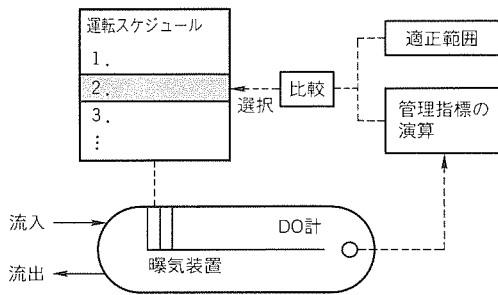 運転スケジュール
1.
2.
3.
⋮
選択
比較
適正範囲
管理指標の
演算
流入
流出
DO計
曝気装置